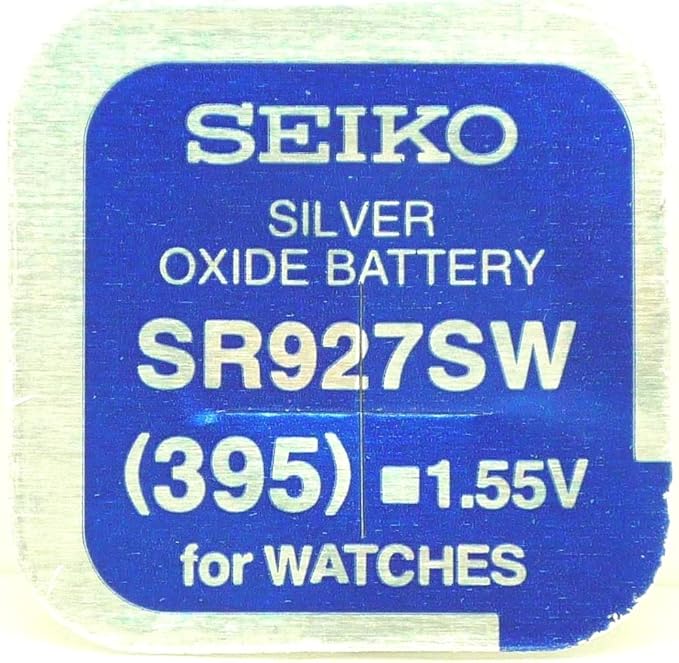 SEIKO
SILVER
OXIDE BATTERY
SR927SW
(395) ■1.55V
for WATCHES